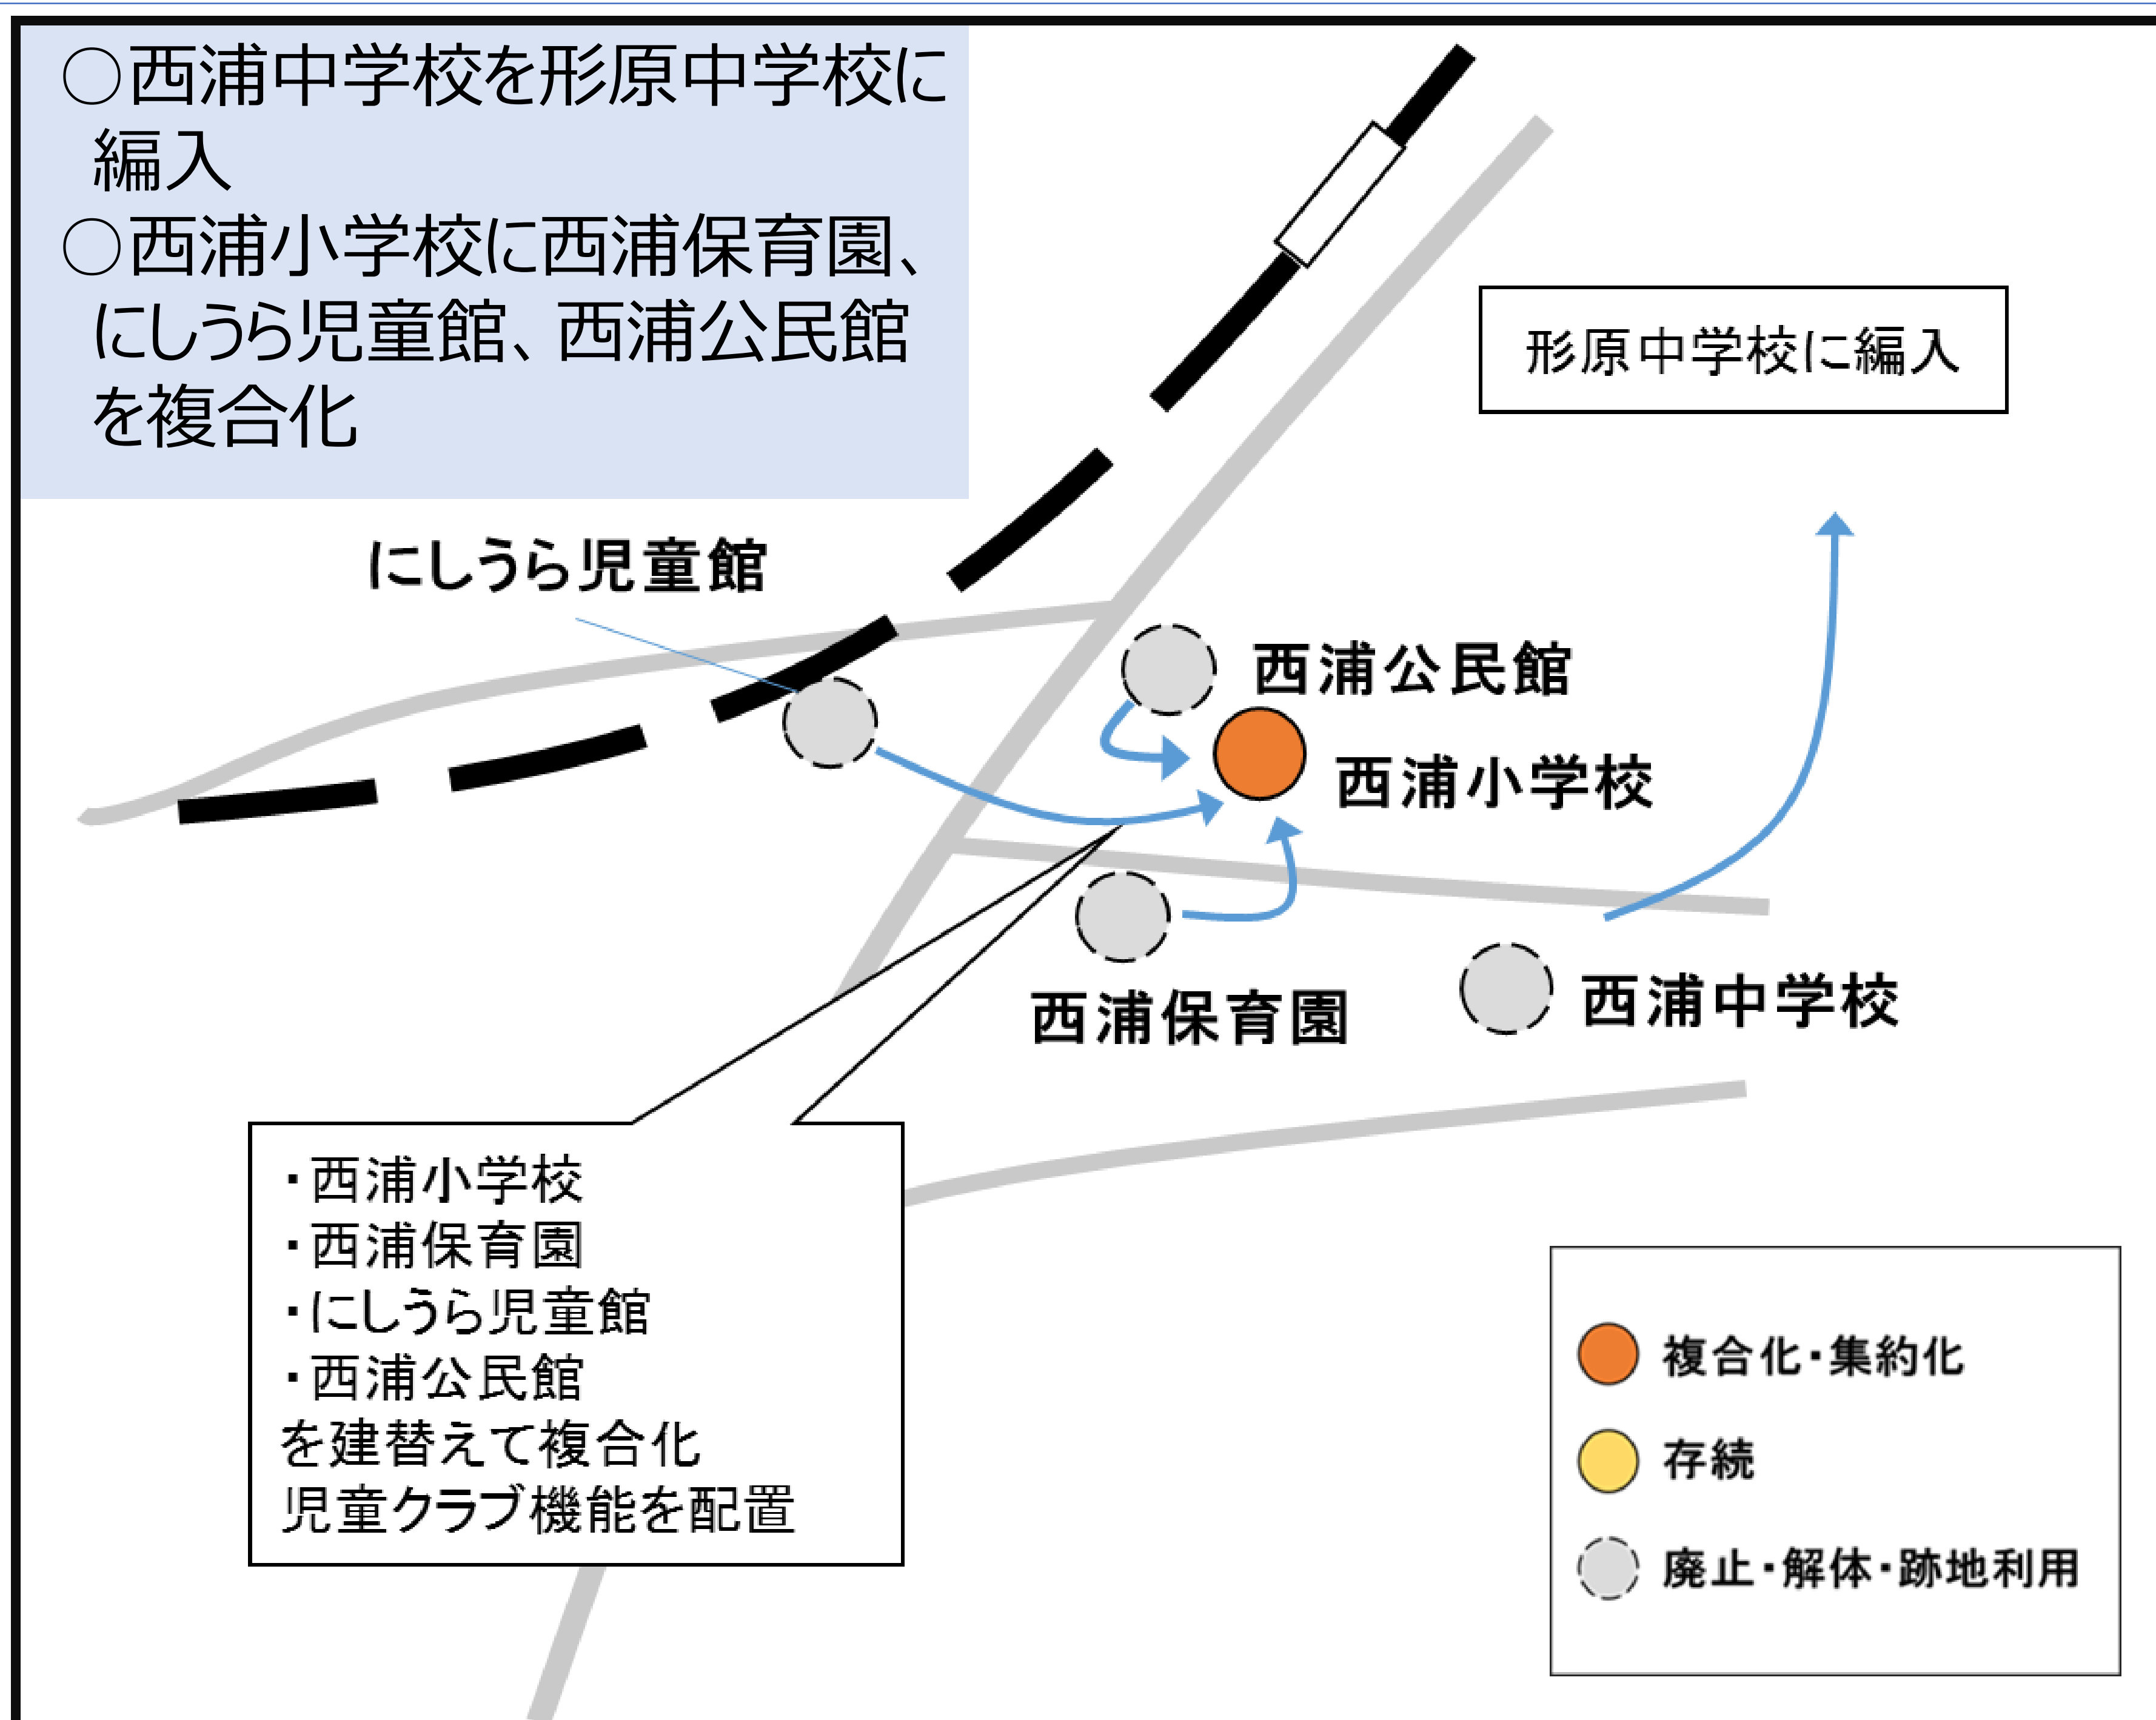 ○西浦中学校を形原中学校に
編入
○西浦小学校に西浦保育園、
にしうら児童館、西浦公民館
を複合化
形原中学校に編入
にしうら児童館
西浦公民館
西浦小学校
西浦保育園
西浦中学校
・西浦小学校
・西浦保育園
・にしうら児童館
・西浦公民館
を建替えて複合化
児童クラブ機能を配置
複合化・集約化
存続
廃止・解体・跡地利用